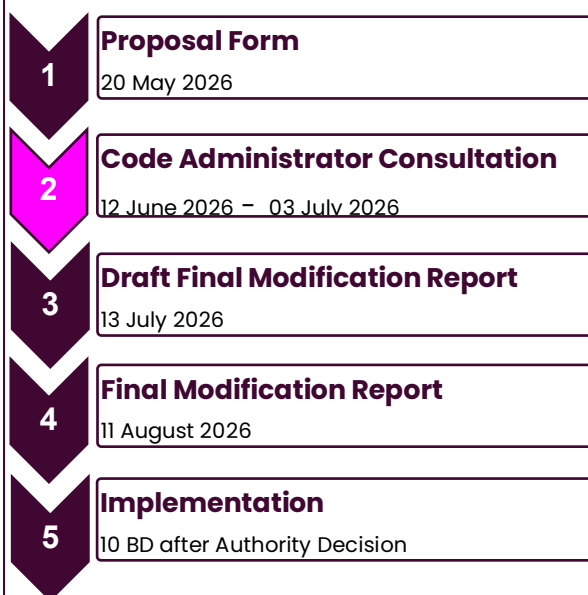 1
Proposal Form
20 May 2026
2
Code Administrator Consultation
12 June 2026 – 03 July 2026
3
Draft Final Modification Report
13 July 2026
4
Final Modification Report
11 August 2026
5
Implementation
10 BD after Authority Decision